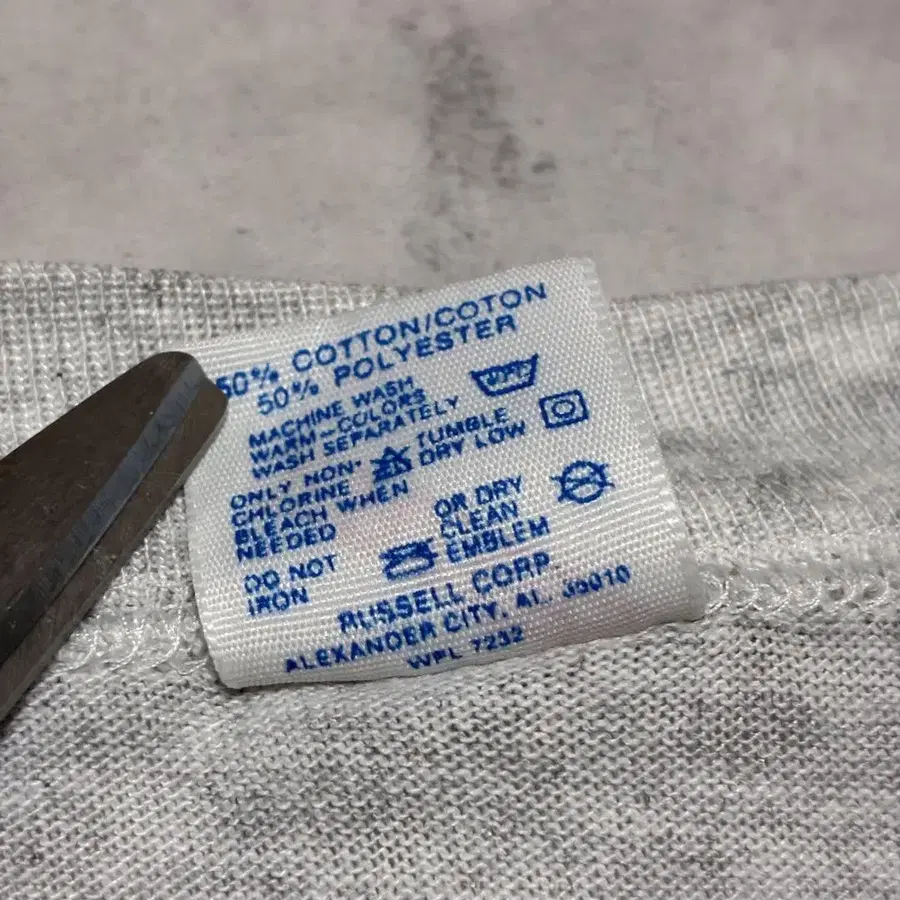 50% COTTON/COTON
50% POLYESTER
MACHINE WASH
WARM-COLORS
WASH SEPARATELY
ONLY NON-
CHLORINE
BLEACH WHEN
NEEDED
TUMBLE
DRY LOW
DO NOT
IRON
OR DRY
CLEAN
EMBLEM
RUSSELL CORP
ALEXANDER CITY, AL. 35010
WPL 7232